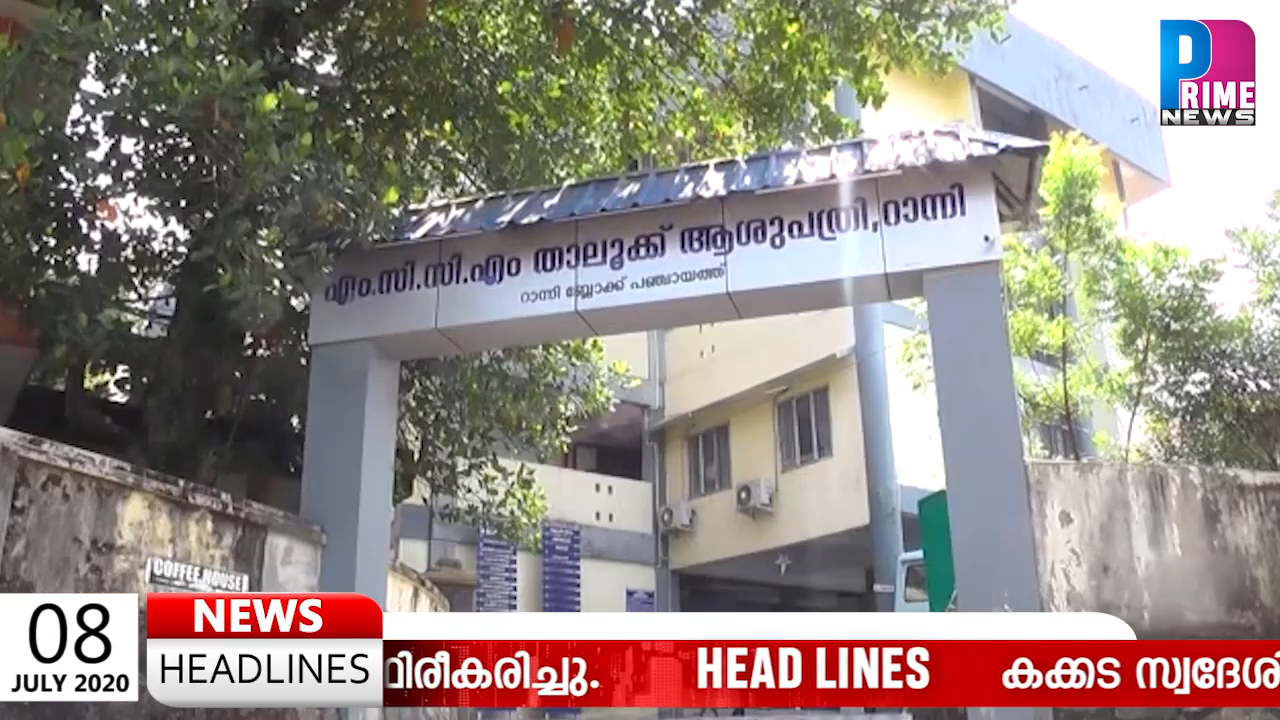 PRIME
NEWS
എം.സി.സി.എം താലൂക്ക് ആശുപത്രി,റാന്നി
റാന്നി ബ്ലോക്ക് പഞ്ചായത്ത്
COFFEE HOUSE
08
JULY 2020
NEWS
HEADLINES
ഥിരീകരിച്ചു. HEAD LINES കക്കട സ്വദേശി